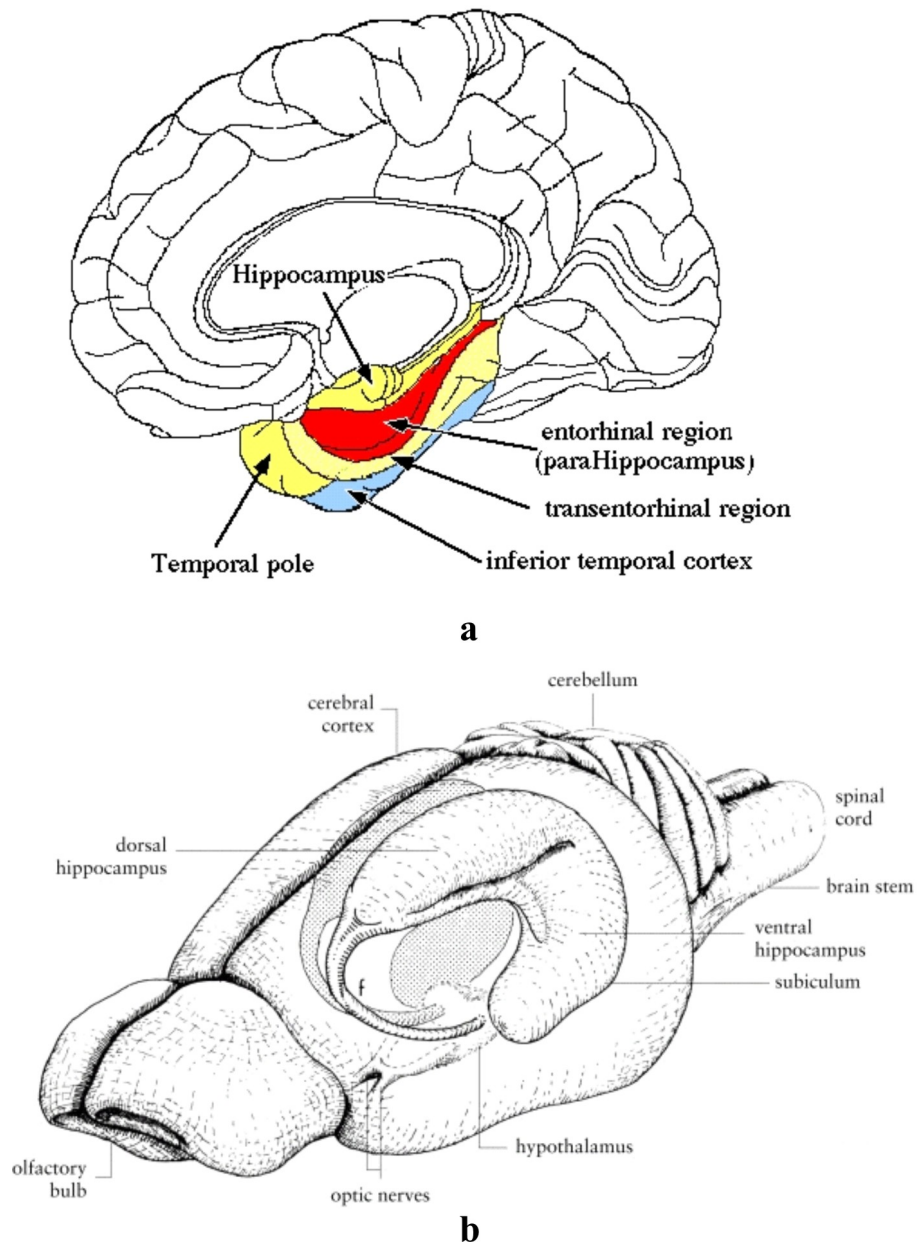 Hippocampus
entorhinal region
(paraHippocampus)
transentorhinal region
inferior temporal cortex
Temporal pole
a
cerebellum
cerebral
cortex
spinal
cord
dorsal
hippocampus
brain stem
ventral
hippocampus
subiculum
f
hypothalamus
olfactory
bulb
optic nerves
b